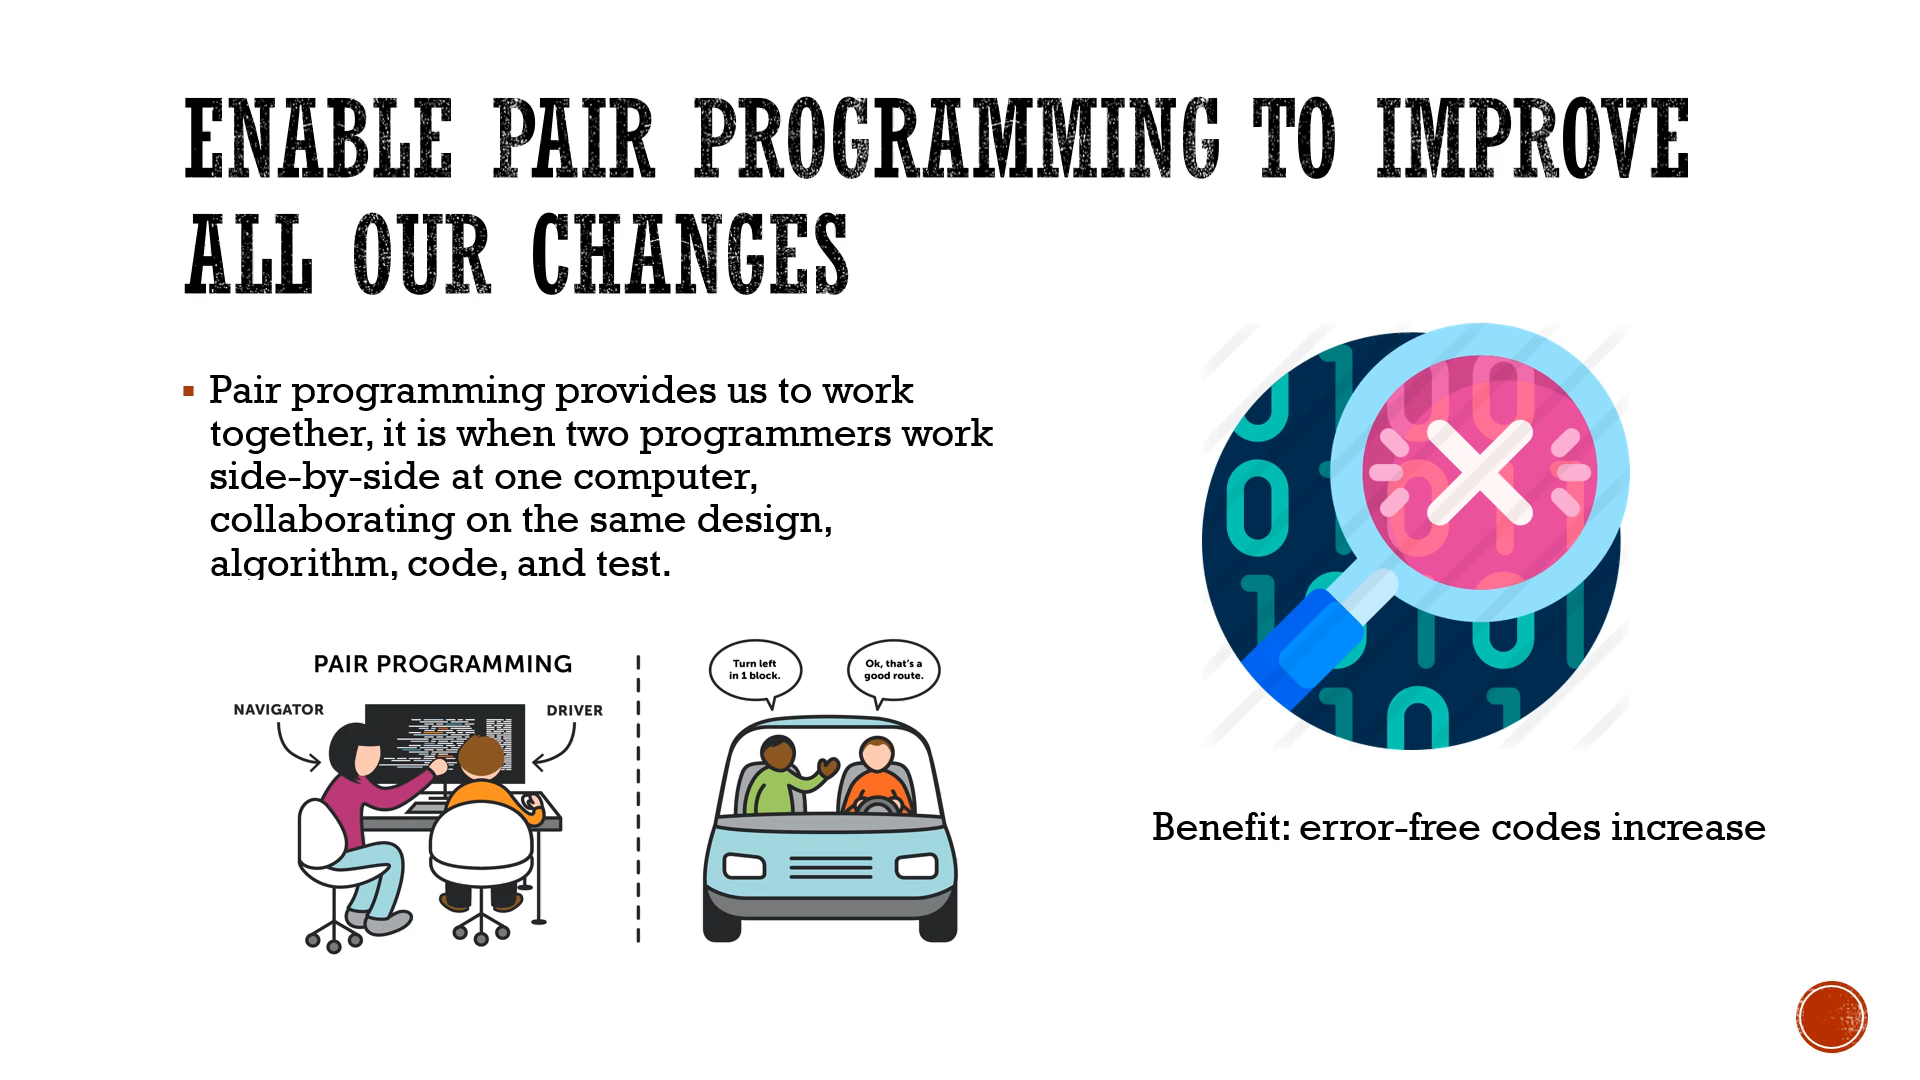 ENABLE PAIR PROGRAMMING TO IMPROVE
ALL OUR CHANGES
Pair programming provides us to work
together, it is when two programmers work
side-by-side at one computer,
collaborating on the same design,
algorithm, code, and test.
PAIR PROGRAMMING
NAVIGATOR
DRIVER
Turn left
in 1 block.
Ok, that's a
good route.
Benefit: error-free codes increase